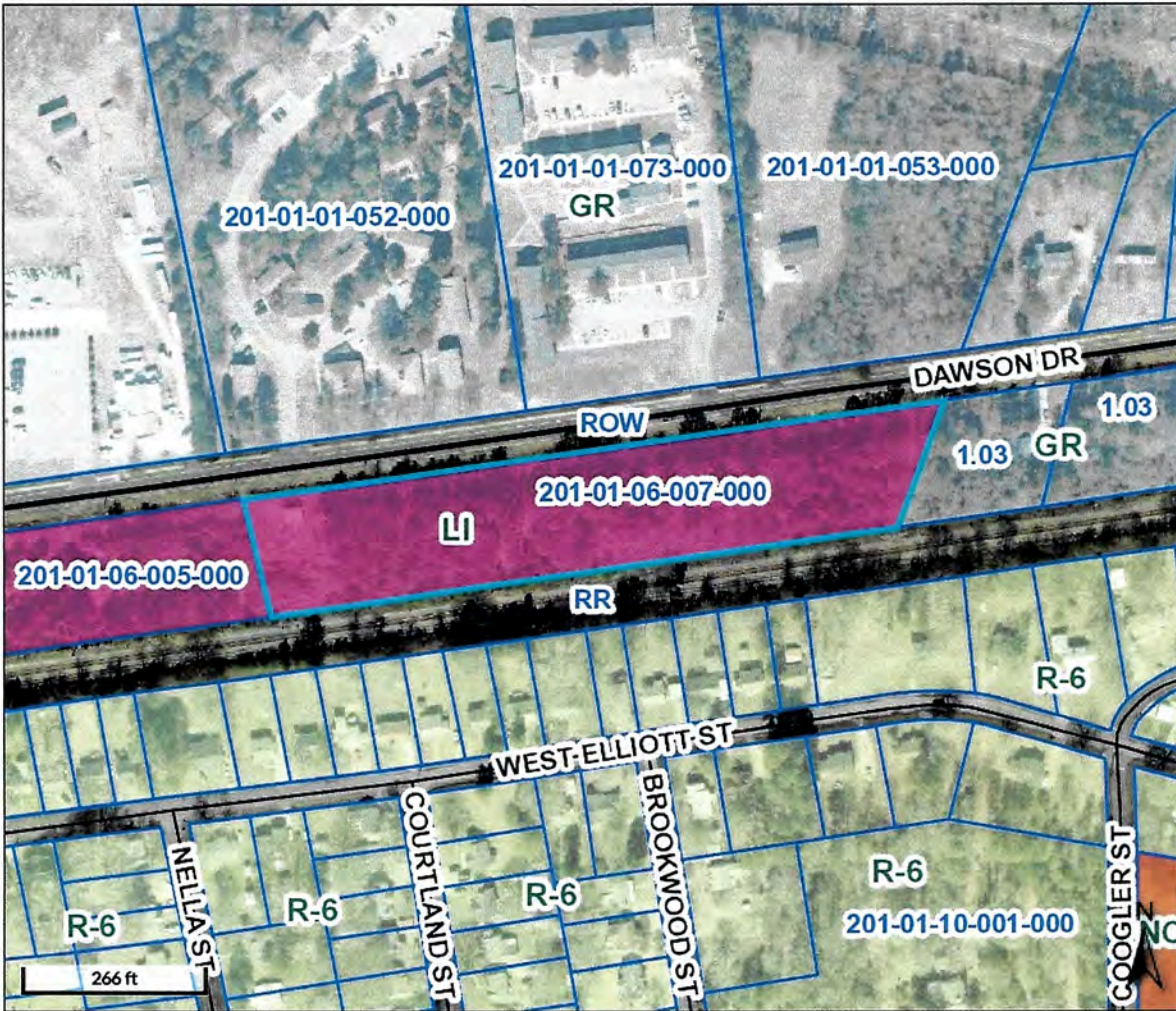 201-01-01-073-000
201-01-01-053-000
201-01-01-052-000
GR
DAWSON DR
ROW
1.03
1.03
GR
201-01-06-007-000
LI
201-01-06-005-000
RR
R-6
WEST ELLIOTT ST
BROOKWOOD ST
COURTLAND ST
NELLA ST
COOGLER ST
R-6
R-6
R-6
R-6
201-01-10-001-000
N
NC
266 ft